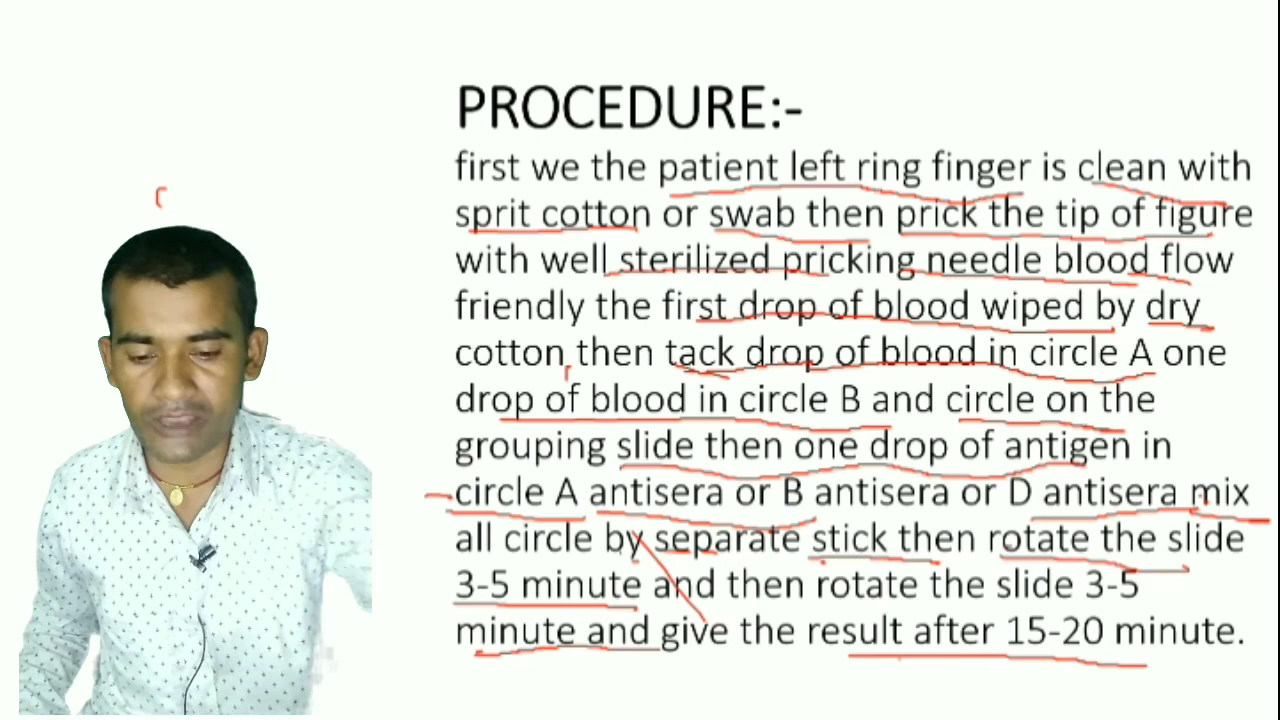 PROCEDURE:-
first we the patient left ring finger is clean with
sprit cotton or swab then prick the tip of figure
with well sterilized pricking needle blood flow
friendly the first drop of blood wiped by dry
cotton then tack drop of blood in circle A one
drop of blood in circle B and circle on the
grouping slide then one drop of antigen in
circle A antisera or B antisera or D antisera mix
all circle by separate stick then rotate the slide
3-5 minute and then rotate the slide 3-5
minute and give the result after 15-20 minute.